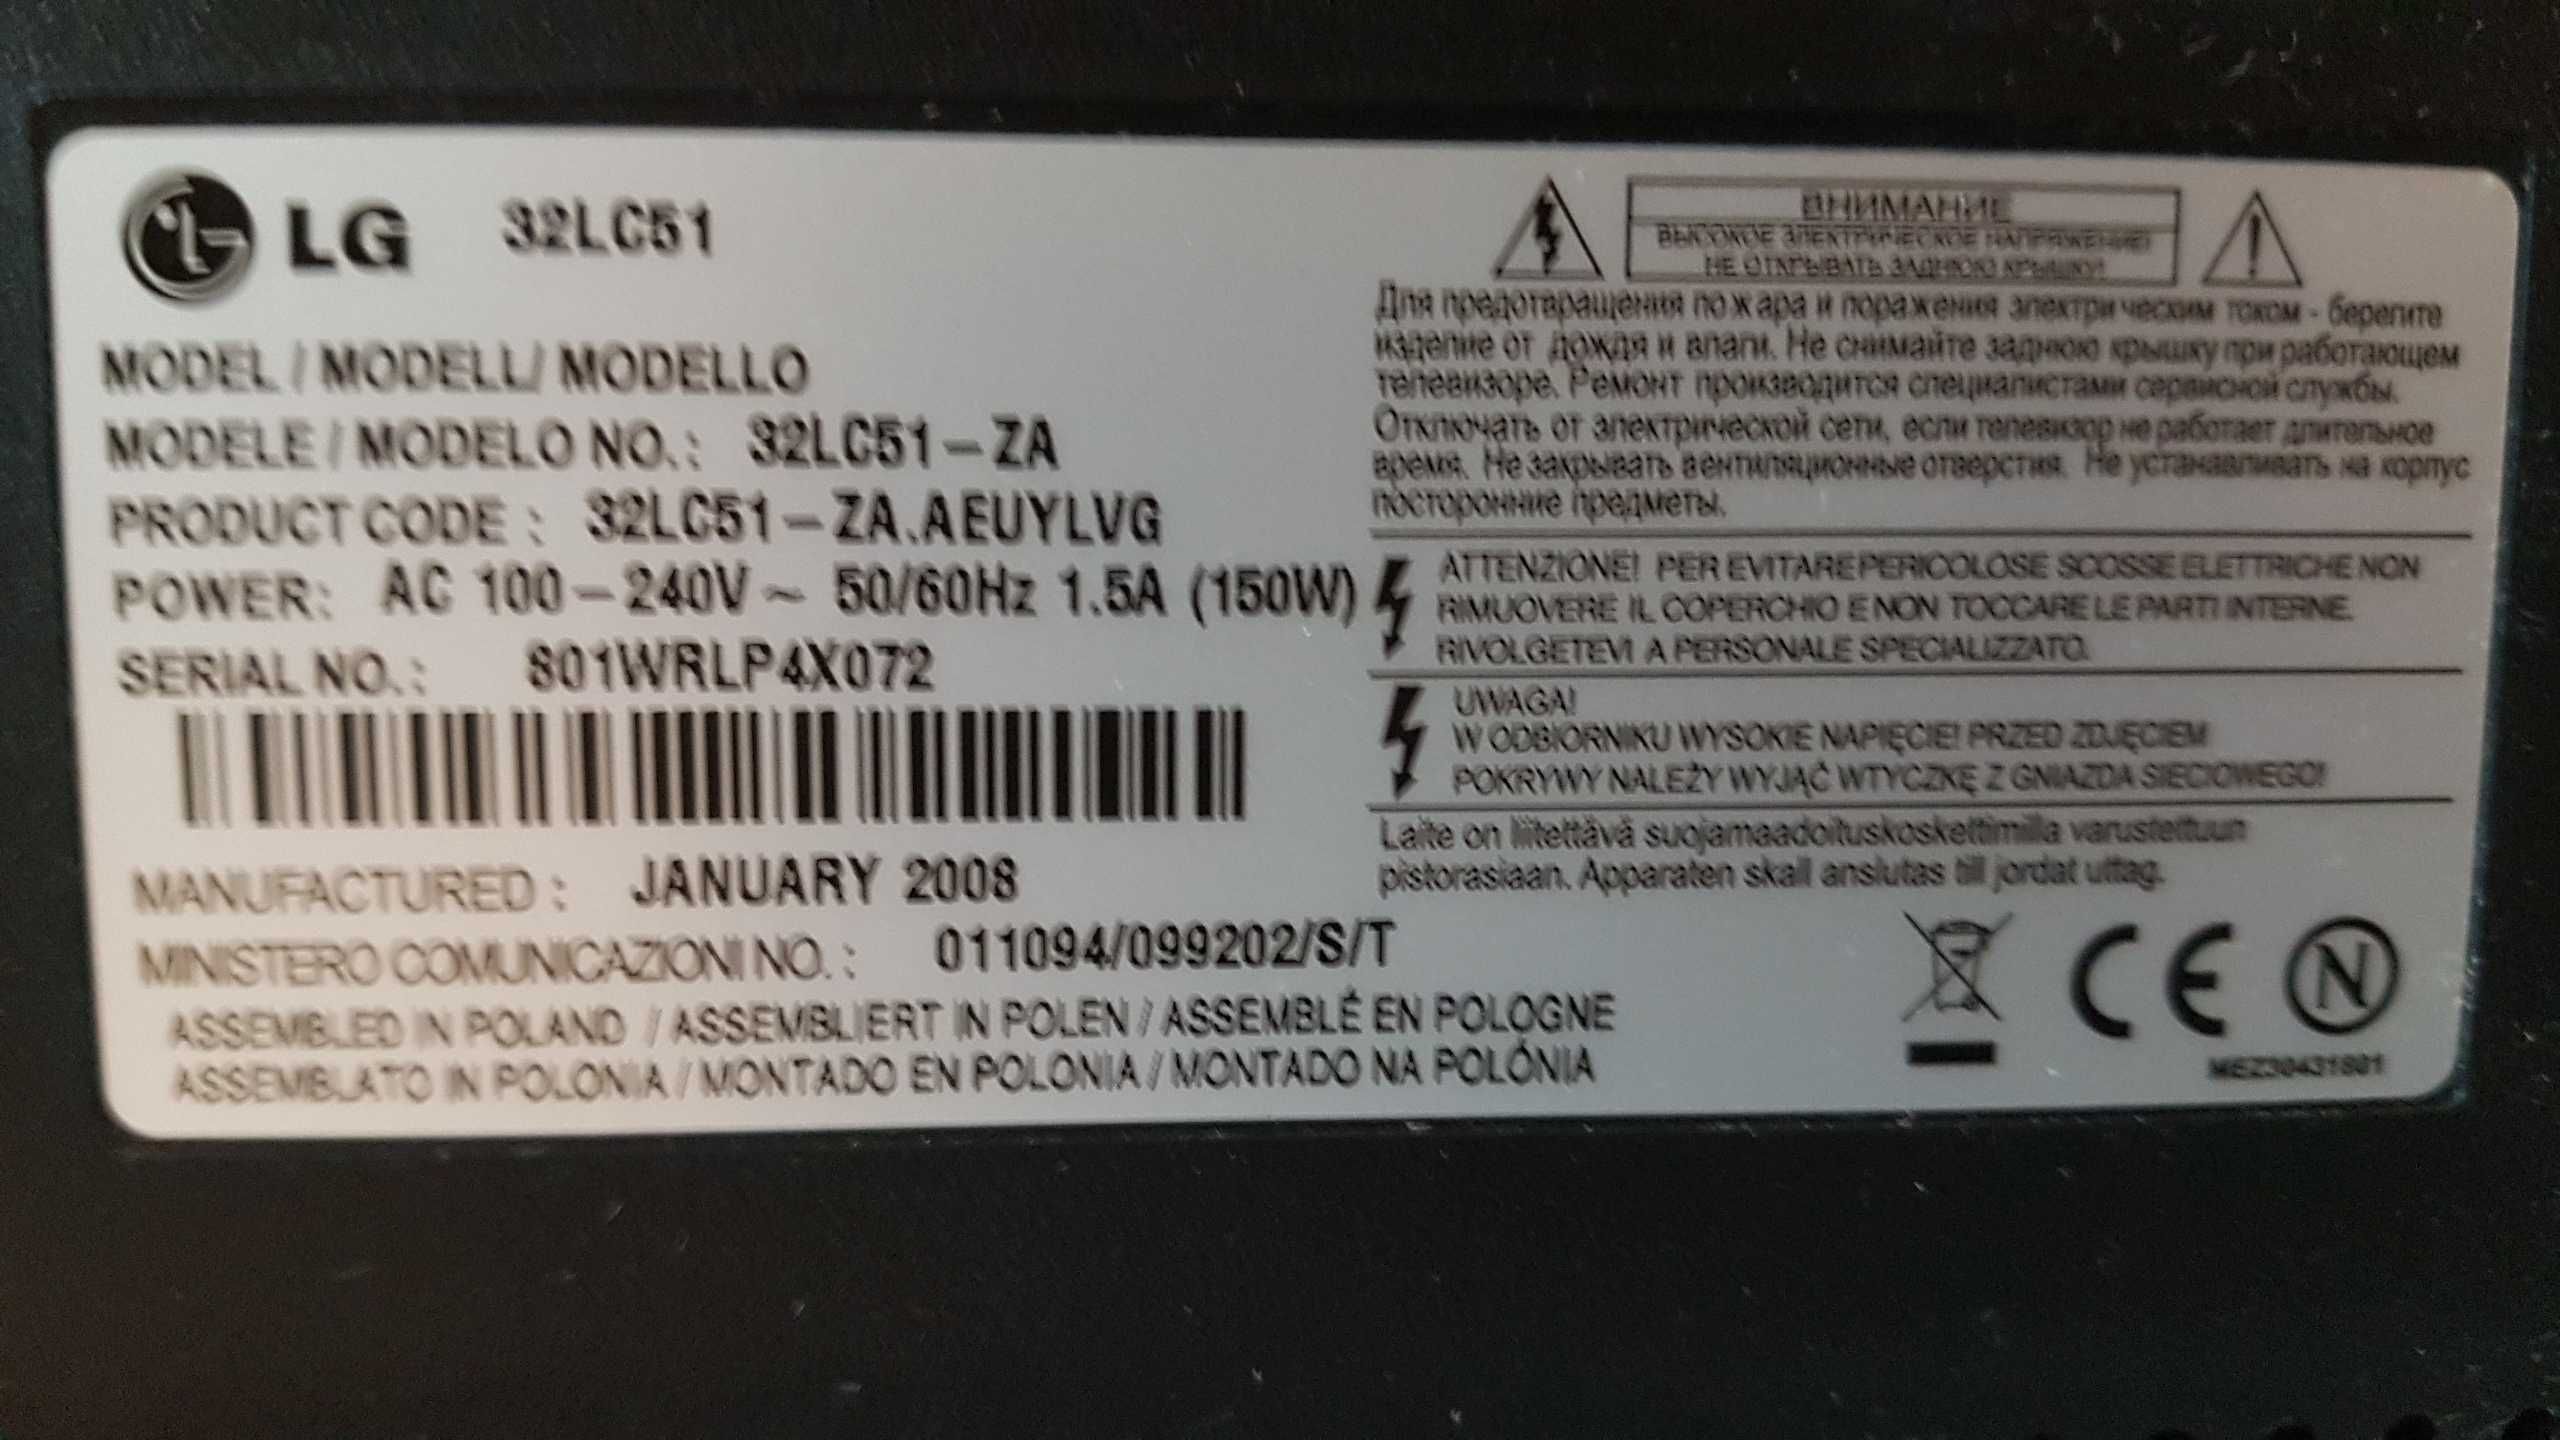 LG 32LC51
MODEL / MODELL/ MODELLO
MODELE / MODELO NO. : 32LC51-ZA
PRODUCT CODE : 32LC51-ZA.AEUYLVG
POWER: AC 100-240V~ 50/60Hz 1.5A (150W)
SERIAL NO. : 801WRLP4X072
MANUFACTURED : JANUARY 2008
MINISTERO COMUNICAZIONI NO. : 011094/099202/S/T
ASSEMBLED IN POLAND / ASSEMBLIERT IN POLEN / ASSEMBLÉ EN POLOGNE
ASSEMBLATO IN POLONIA / MONTADO EN POLONIA / MONTADO NA POLÓNIA
ВНИМАНИЕ
ВЫСОКОЕ ЭЛЕКТРИЧЕСКОЕ НАПРЯЖЕНИЕ!
НЕ ОТКРЫВАТЬ ЗАДНЮЮ КРЫШКУ!
Для предотвращения пожара и поражения электрическим током - берегите
изделие от дождя и влаги. Не снимайте заднюю крышку при работающем
телевизоре. Ремонт производится специалистами сервисной службы.
Отключать от электрической сети, если телевизор не работает длительное
время. Не закрывать вентиляционные отверстия. Не устанавливать на корпус
посторонние предметы.
ATTENZIONE! PER EVITARE PERICOLOSE SCOSSE ELETTRICHE NON
RIMUOVERE IL COPERCHIO E NON TOCCARE LE PARTI INTERNE.
RIVOLGETEVI A PERSONALE SPECIALIZZATO.
UWAGA!
W ODBIORNIKU WYSOKIE NAPIĘCIE! PRZED ZDJĘCIEM
POKRYWY NALEŻY WYJĄĆ WTYCZKĘ Z GNIAZDA SIECIOWEGO!
Laite on liitettävä suojamaadoituskoskettimilla varustettuun
pistorasiaan. Apparaten skall anslutas till jordat uttag.
CE N
MEZ30431801